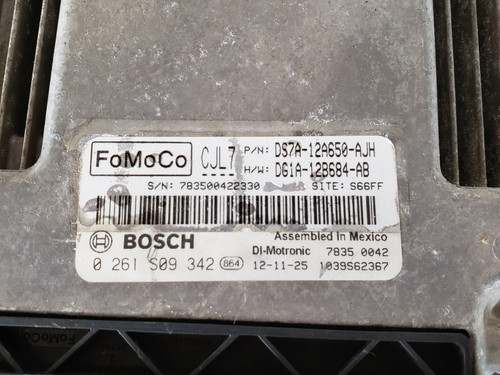 FoMoCo CJL7 P/N: DS7A-12A650-AJH
H/W: DG1A-12B684-AB
S/N: 783500422330 SITE: S66FF
BOSCH Assembled in Mexico
DI-Motronic 7835 0042
0 261 S09 342 864 12-11-25 1039S62367
FoMoCo